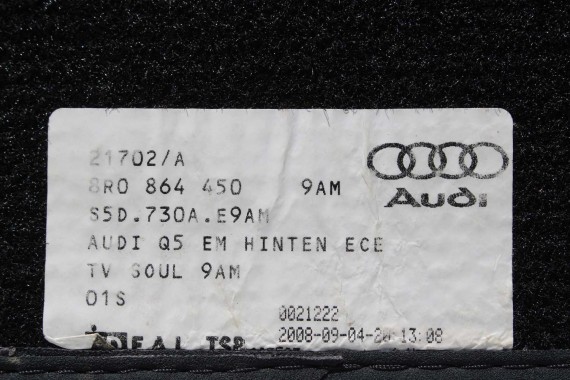 21702/A
8R0 864 450 9AM
Audi
S5D.730A.E9AM
AUDI Q5 EM HINTEN ECE
TV SOUL 9AM
01S
0021222
2008-09-04-20 13:08